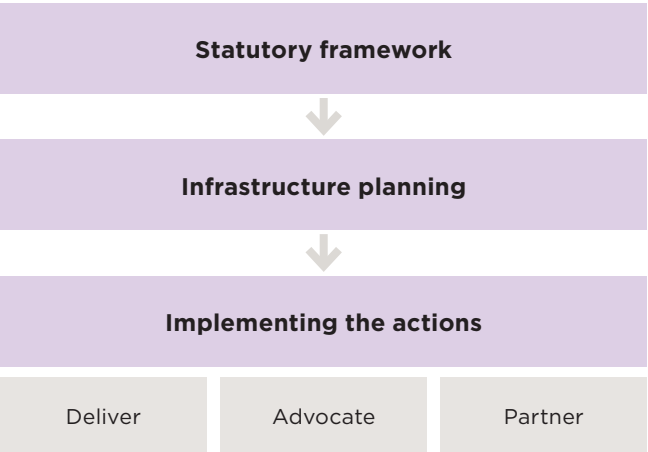 Statutory framework
Infrastructure planning
Implementing the actions
Deliver
Advocate
Partner